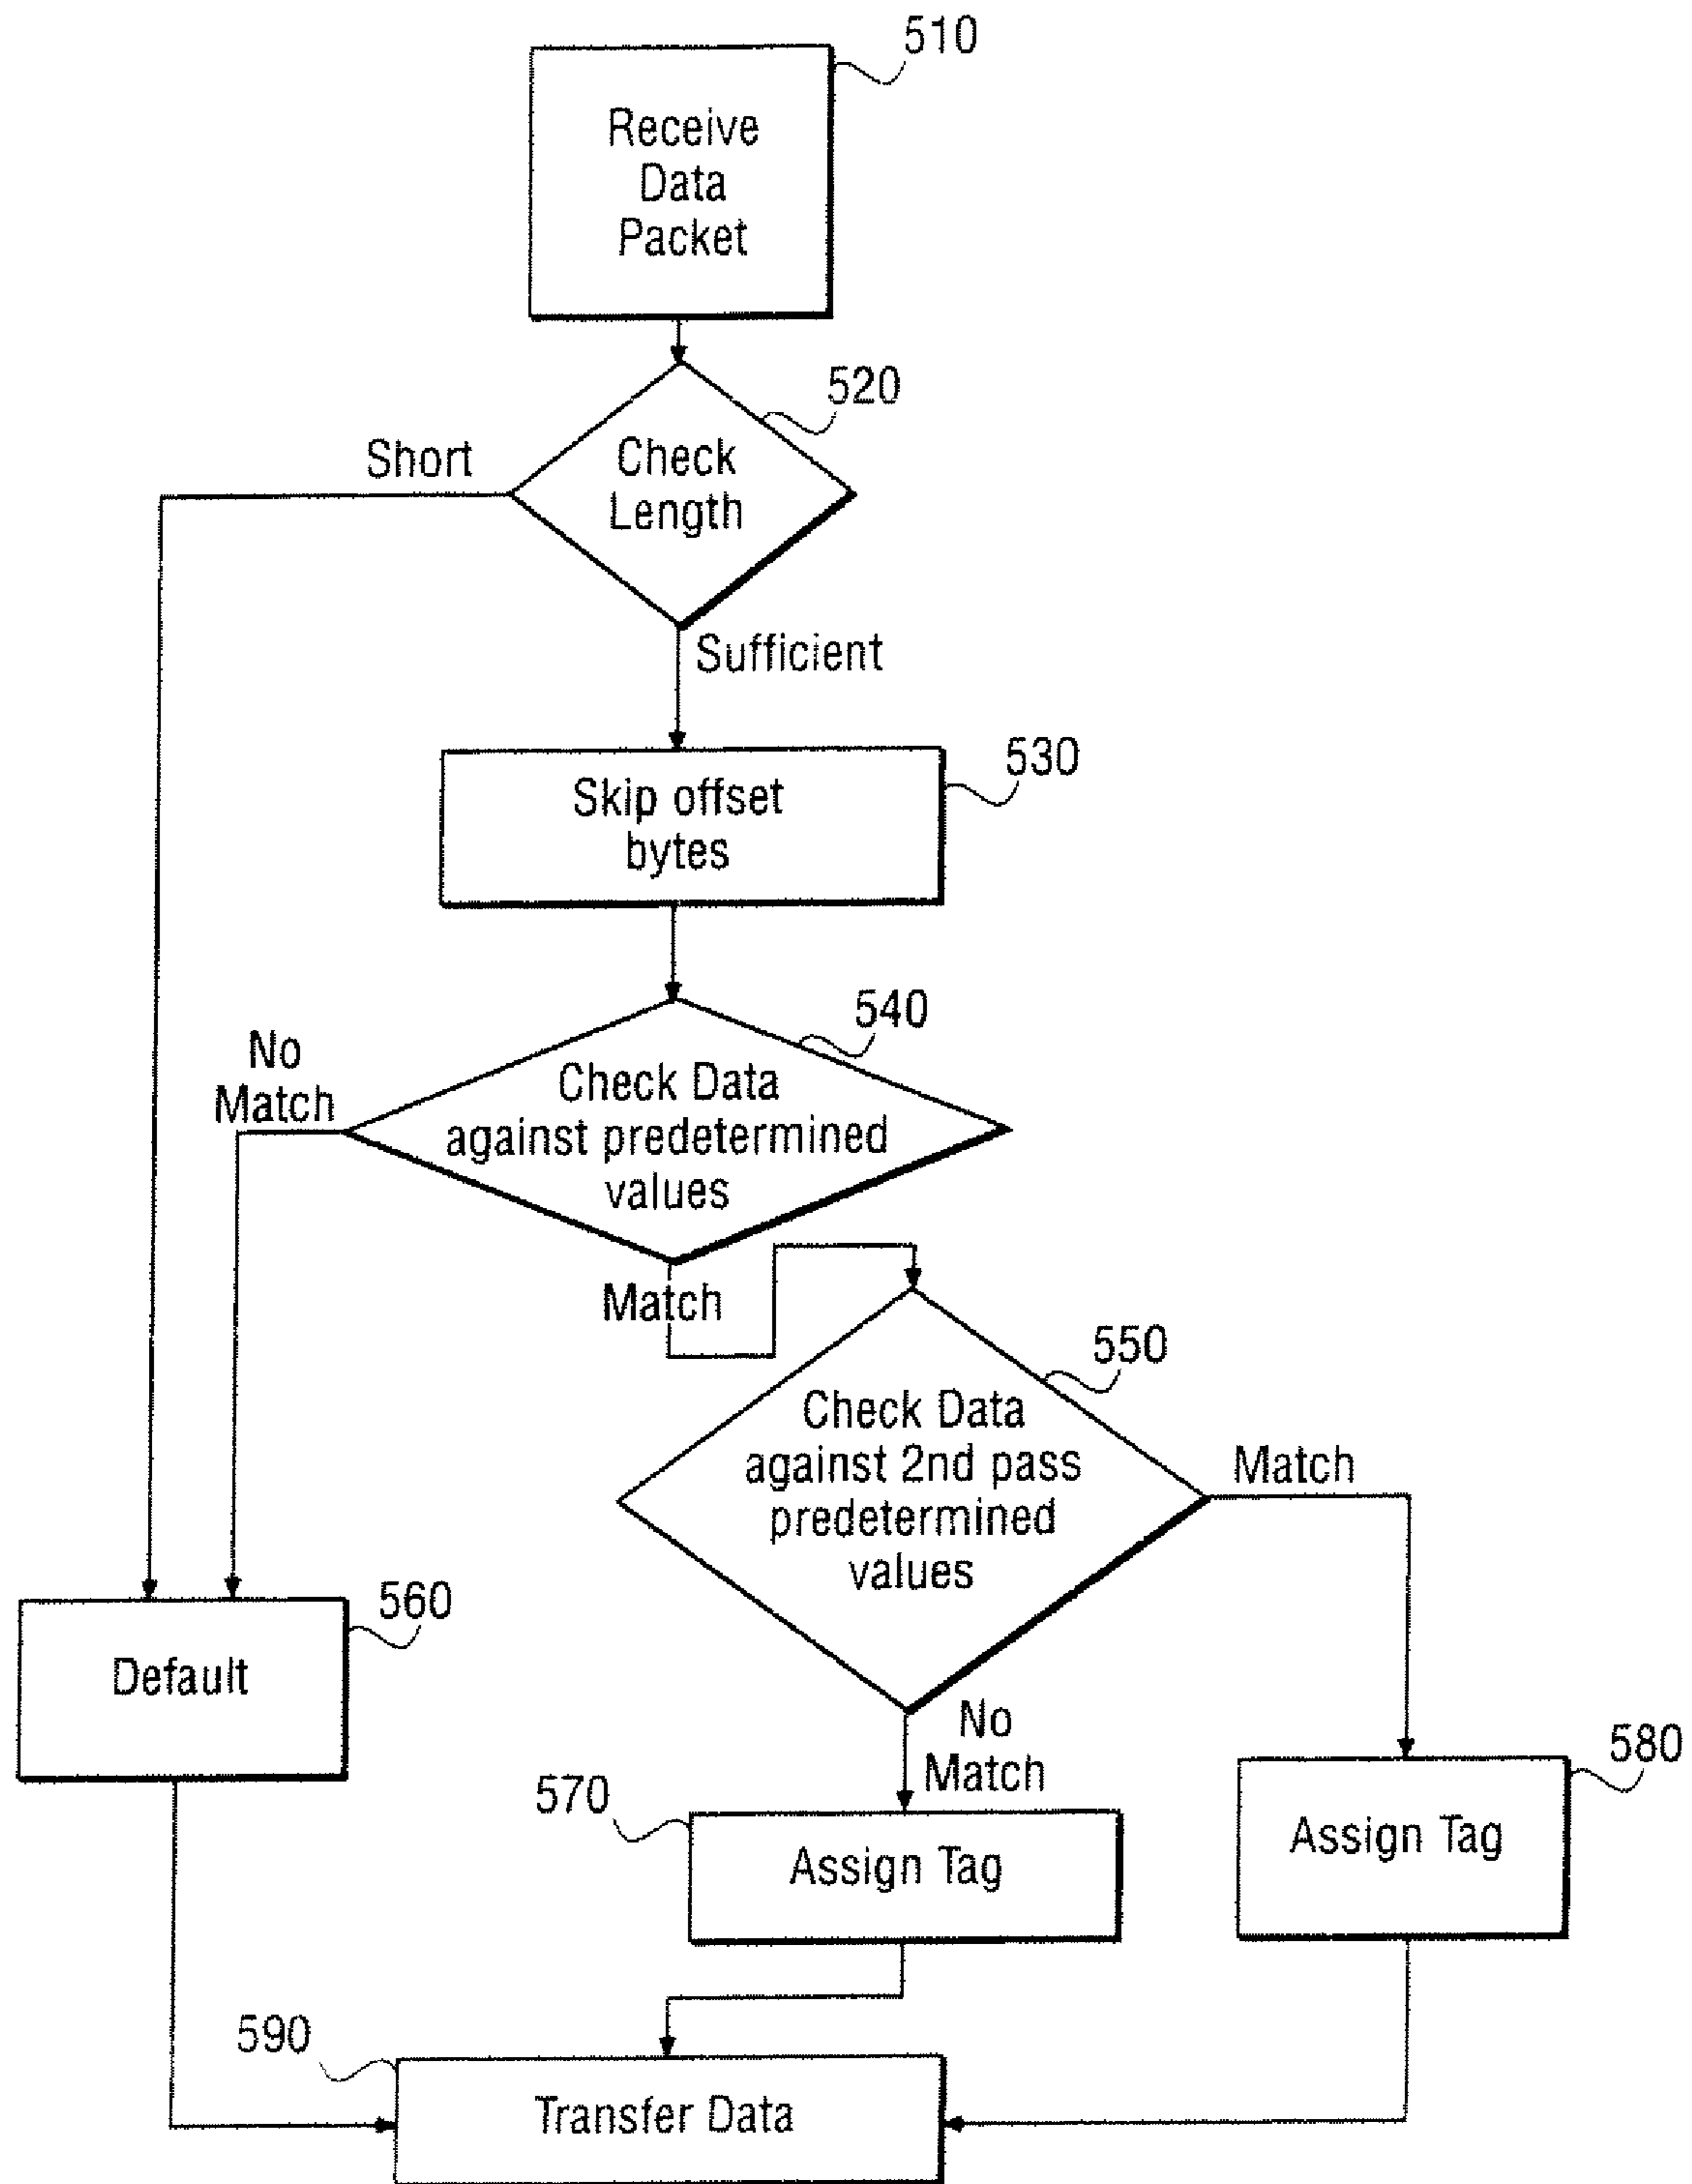 510
Receive
Data
Packet
520
Short
Check
Length
Sufficient
530
Skip offset
bytes
540
No
Match
Check Data
against predetermined
values
Match
550
Check Data
against 2nd pass
predetermined
values
Match
560
Default
No
Match
580
570
Assign Tag
Assign Tag
590
Transfer Data